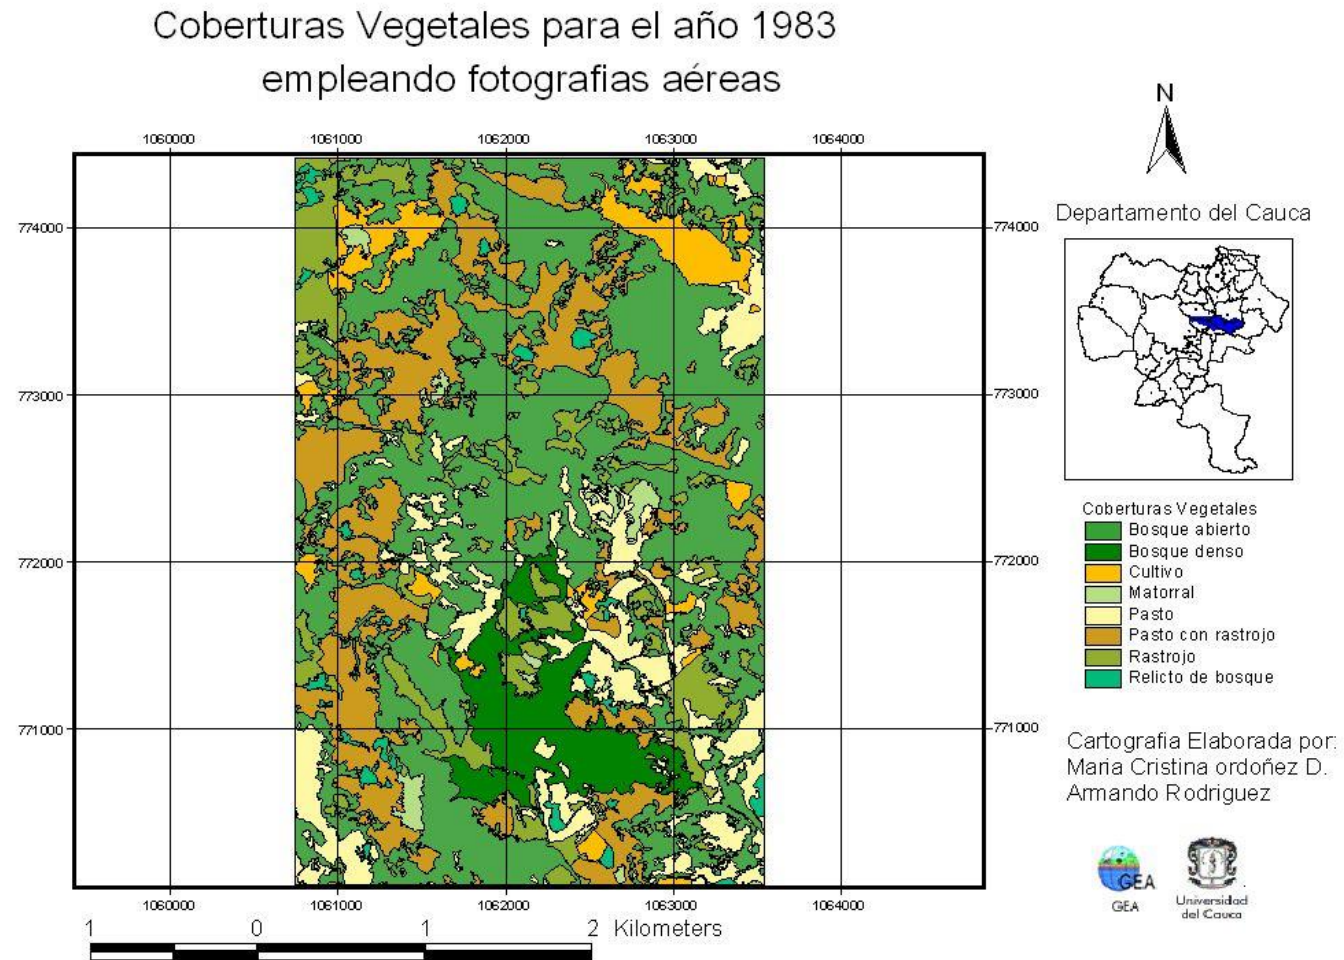 Coberturas Vegetales para el año 1983
empleando fotografias aéreas
N
1060000 1061000 1062000 1063000 1064000
774000 774000
773000 773000
772000 772000
771000 771000
1060000 1061000 1062000 1063000 1064000
1 0 1 2 Kilometers
Departamento del Cauca
Coberturas Vegetales
Bosque abierto
Bosque denso
Cultivo
Matorral
Pasto
Pasto con rastrojo
Rastrojo
Relicto de bosque
Cartografia Elaborada por:
Maria Cristina ordoñez D.
Armando Rodriguez
GEA
GEA
Universidad
del Cauca